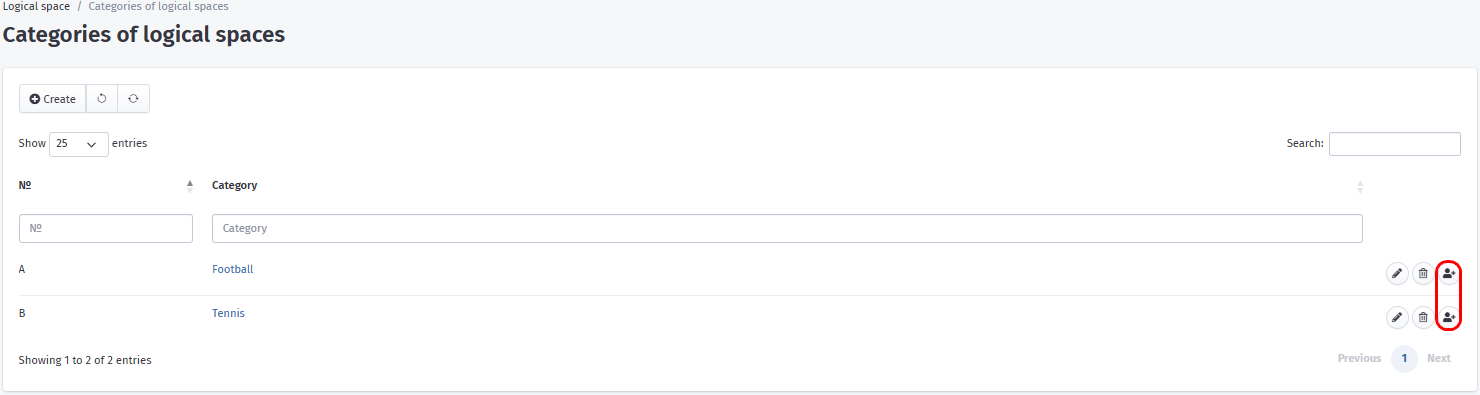 Logical space / Categories of logical spaces
Categories of logical spaces
Create
Show 25 entries
Search:
№ Category
№ Category
A Football
B Tennis
Showing 1 to 2 of 2 entries
Previous 1 Next